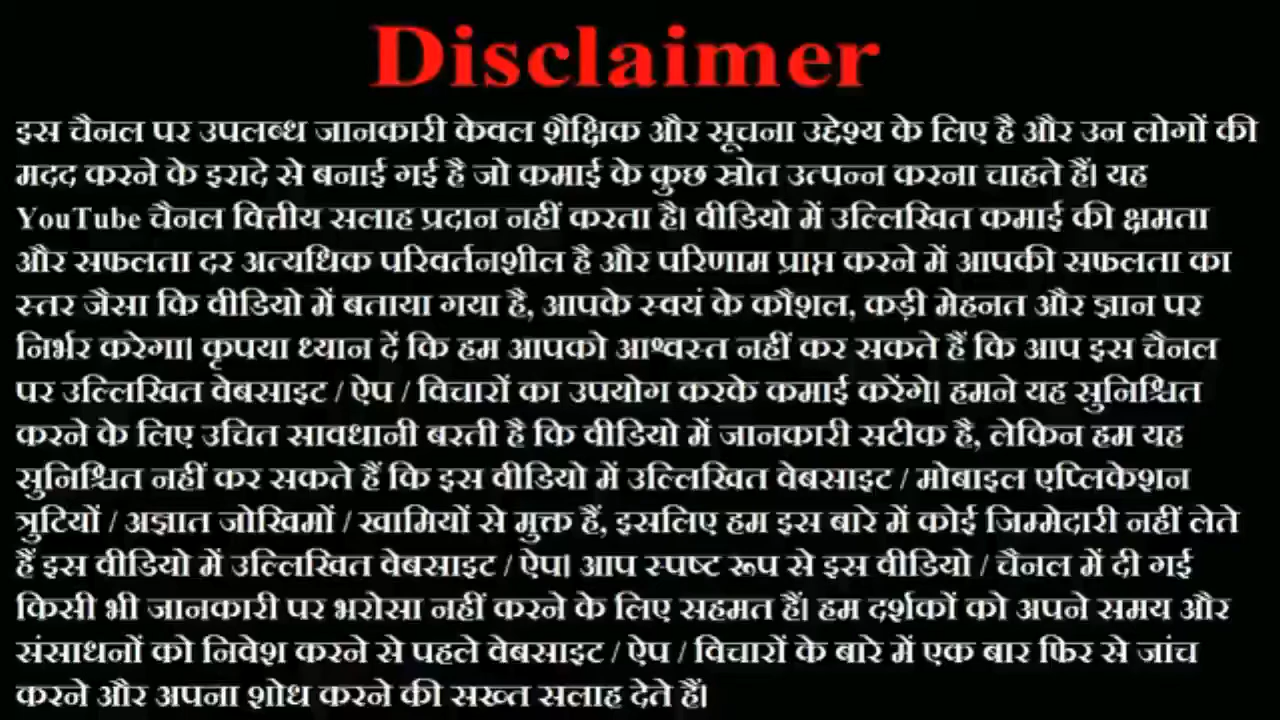 Disclaimer
इस चैनल पर उपलब्ध जानकारी केवल शैक्षिक और सूचना उद्देश्य के लिए है और उन लोगों की
मदद करने के इरादे से बनाई गई है जो कमाई के कुछ स्रोत उत्पन्न करना चाहते हैं। यह
YouTube चैनल वित्तीय सलाह प्रदान नहीं करता है। वीडियो में उल्लिखित कमाई की क्षमता
और सफलता दर अत्यधिक परिवर्तनशील है और परिणाम प्राप्त करने में आपकी सफलता का
स्तर जैसा कि वीडियो में बताया गया है, आपके स्वयं के कौशल, कड़ी मेहनत और ज्ञान पर
निर्भर करेगा। कृपया ध्यान दें कि हम आपको आश्वस्त नहीं कर सकते हैं कि आप इस चैनल
पर उल्लिखित वेबसाइट / ऐप / विचारों का उपयोग करके कमाई करेंगे। हमने यह सुनिश्चित
करने के लिए उचित सावधानी बरती है कि वीडियो में जानकारी सटीक है, लेकिन हम यह
सुनिश्चित नहीं कर सकते हैं कि इस वीडियो में उल्लिखित वेबसाइट / मोबाइल एप्लिकेशन
त्रुटियों / अज्ञात जोखिमों / खामियों से मुक्त हैं, इसलिए हम इस बारे में कोई जिम्मेदारी नहीं लेते
हैं इस वीडियो में उल्लिखित वेबसाइट / ऐप। आप स्पष्ट रूप से इस वीडियो / चैनल में दी गई
किसी भी जानकारी पर भरोसा नहीं करने के लिए सहमत हैं। हम दर्शकों को अपने समय और
संसाधनों को निवेश करने से पहले वेबसाइट / ऐप / विचारों के बारे में एक बार फिर से जांच
करने और अपना शोध करने की सख्त सलाह देते हैं।